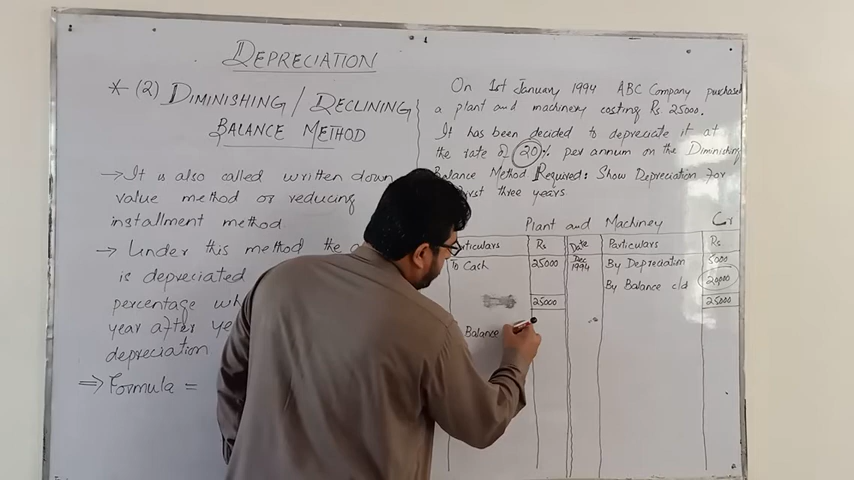 DEPRECIATION
* (2) DIMINISHING / DECLINING
BALANCE METHOD
→ It is also called written down
value method or reducing
installment method
→ Under this method the
is depreciated
percentage
year after
depreciation
⇒ Formula =
On 1st January 1994 ABC Company purchased
a plant and machinery costing Rs 25000.
It has been decided to depreciate it at
the rate of 20% per annum on the Diminishing
Balance Method Required: Show Depreciation for
first three years
Plant and Machiney Cr
Rs Date Particulars Rs
To Cash 25000 Dec 1994 By Depreciation 5000
By Balance c/d 20000
25000 25000
Balance